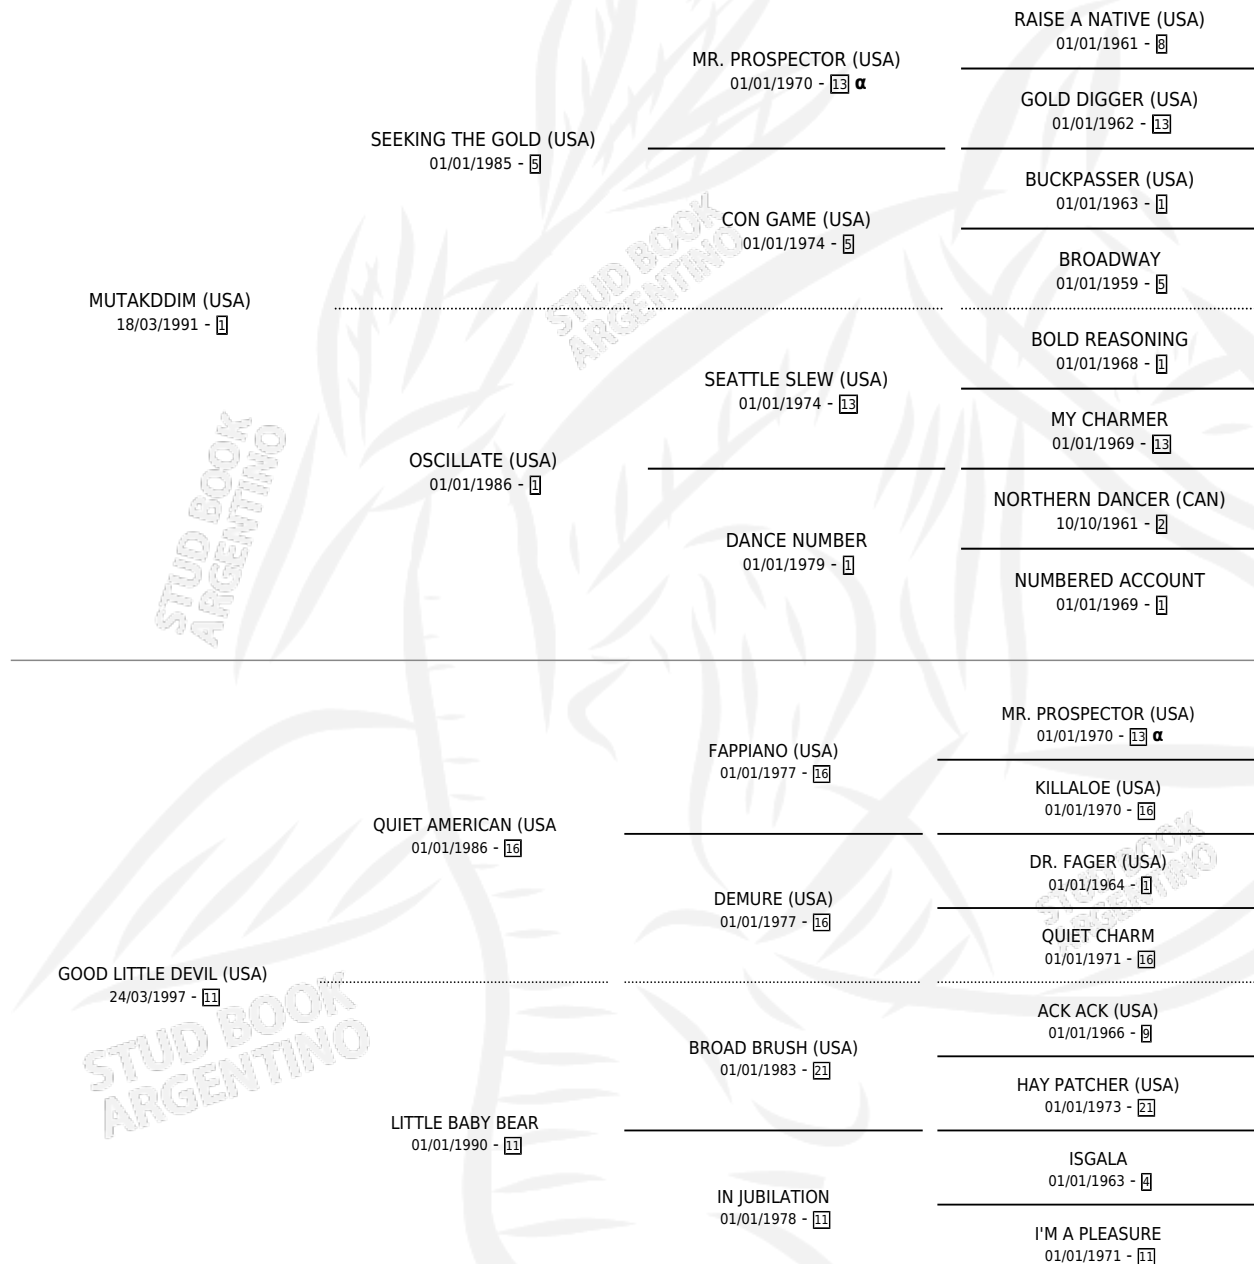 RAISE A NATIVE (USA)
01/01/1961 - 8
MR. PROSPECTOR (USA)
01/01/1970 - 13 α
GOLD DIGGER (USA)
01/01/1962 - 13
SEEKING THE GOLD (USA)
01/01/1985 - 5
BUCKPASSER (USA)
01/01/1963 - 1
CON GAME (USA)
01/01/1974 - 5
BROADWAY
01/01/1959 - 5
MUTAKDDIM (USA)
18/03/1991 - 1
BOLD REASONING
01/01/1968 - 1
SEATTLE SLEW (USA)
01/01/1974 - 13
MY CHARMER
01/01/1969 - 13
OSCILLATE (USA)
01/01/1986 - 1
NORTHERN DANCER (CAN)
10/10/1961 - 2
DANCE NUMBER
01/01/1979 - 1
NUMBERED ACCOUNT
01/01/1969 - 1
MR. PROSPECTOR (USA)
01/01/1970 - 13 α
FAPPIANO (USA)
01/01/1977 - 16
KILLALOE (USA)
01/01/1970 - 16
QUIET AMERICAN (USA
01/01/1986 - 16
DR. FAGER (USA)
01/01/1964 - 1
DEMURE (USA)
01/01/1977 - 16
QUIET CHARM
01/01/1971 - 16
GOOD LITTLE DEVIL (USA)
24/03/1997 - 11
ACK ACK (USA)
01/01/1966 - 9
BROAD BRUSH (USA)
01/01/1983 - 21
HAY PATCHER (USA)
01/01/1973 - 21
LITTLE BABY BEAR
01/01/1990 - 11
ISGALA
01/01/1963 - 4
IN JUBILATION
01/01/1978 - 11
I'M A PLEASURE
01/01/1971 - 11
STUD BOOK
ARGENTINO
STUD BOOK
ARGENTINO
STUD BOOK
ARGENTINO
STUD BOOK
ARGENTINO